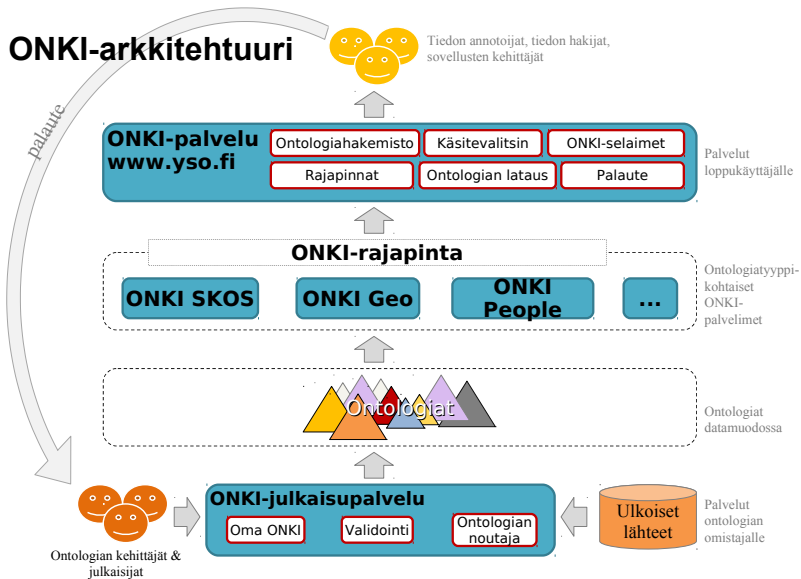 ONKI-arkkitehtuuri
Tiedon annotoijat, tiedon hakijat,
sovellusten kehittäjät
palaute
ONKI-palvelu
www.yso.fi
Ontologiahakemisto
Käsitevalitsin
ONKI-selaimet
Rajapinnat
Ontologian lataus
Palaute
Palvelut
loppukäyttäjälle
ONKI-rajapinta
ONKI SKOS
ONKI Geo
ONKI
People
...
Ontologiatyyppi-
kohtaiset
ONKI-
palvelimet
Ontologiat
Ontologiat
datamuodossa
ONKI-julkaisupalvelu
Oma ONKI
Validointi
Ontologian
noutaja
Ulkoiset
lähteet
Palvelut
ontologian
omistajalle
Ontologian kehittäjät &
julkaisijat